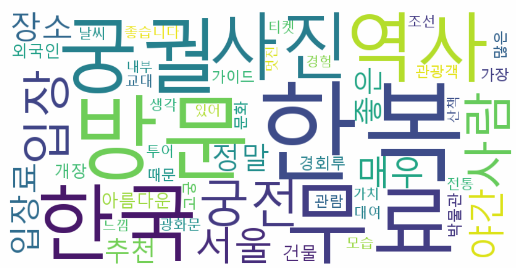 장소
날씨
좋습니다
티켓
조선
많은
외국인
궁궐
사진
역사
내부
교대
가이드
멋진
경험
관광객
가장
입장
방문
한복
좋은
산책
생각
있어
문화
투어
정말
경회루
매우
사람
개장
때문
가치
전통
입장료
한국
아름다운
궁전
무료
관람
대여
박물관
야간
느낌
광화문
추천
서울
건물
모습